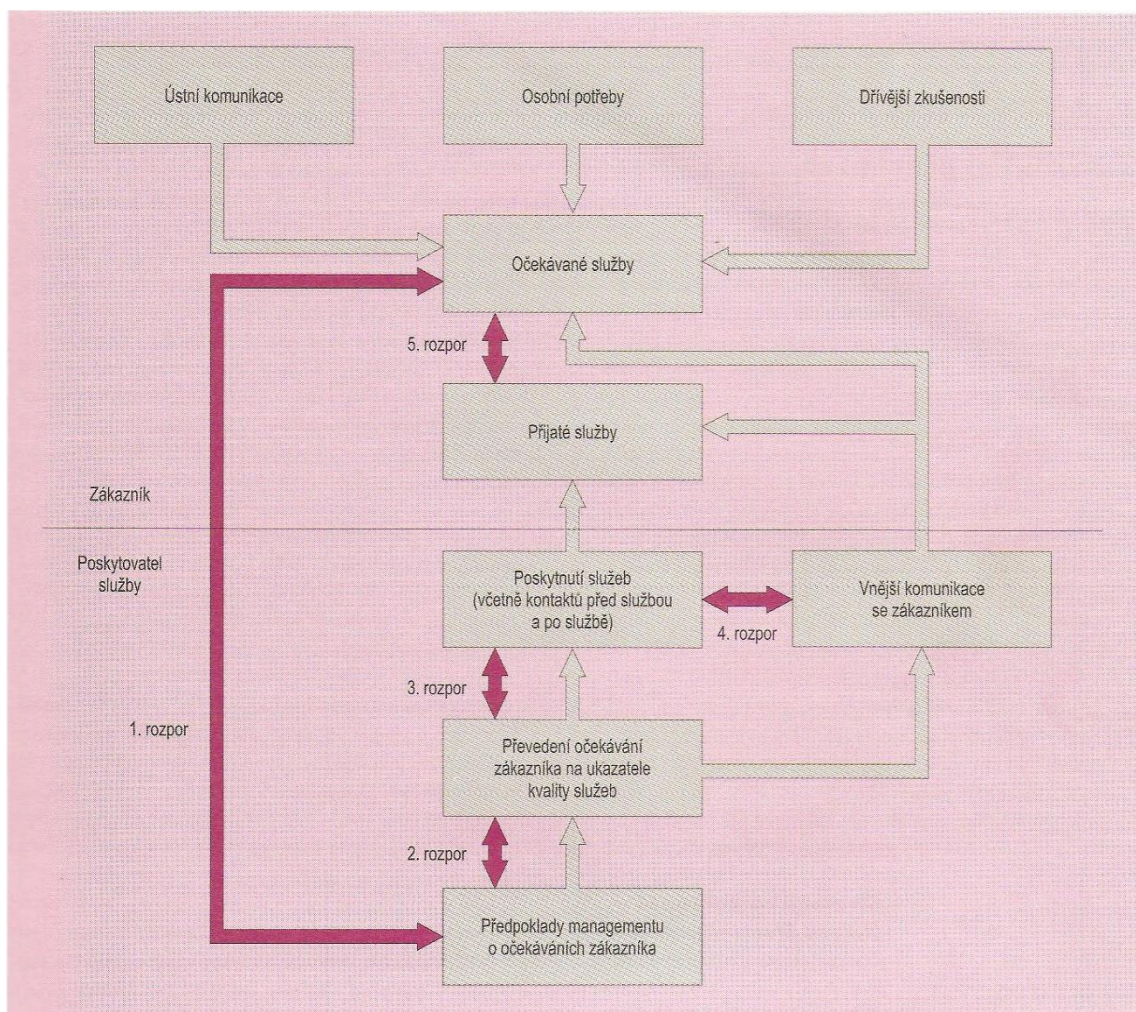 Ústní komunikace
Osobní potřeby
Dřívější zkušenosti
Očekávané služby
5. rozpor
Přijaté služby
Zákazník
Poskytovatel
služby
Poskytnutí služeb
(včetně kontaktů před službou
a po službě)
Vnější komunikace
se zákazníkem
4. rozpor
3. rozpor
1. rozpor
Převedení očekávání
zákazníka na ukazatele
kvality služeb
2. rozpor
Předpoklady managementu
o očekáváních zákazníka